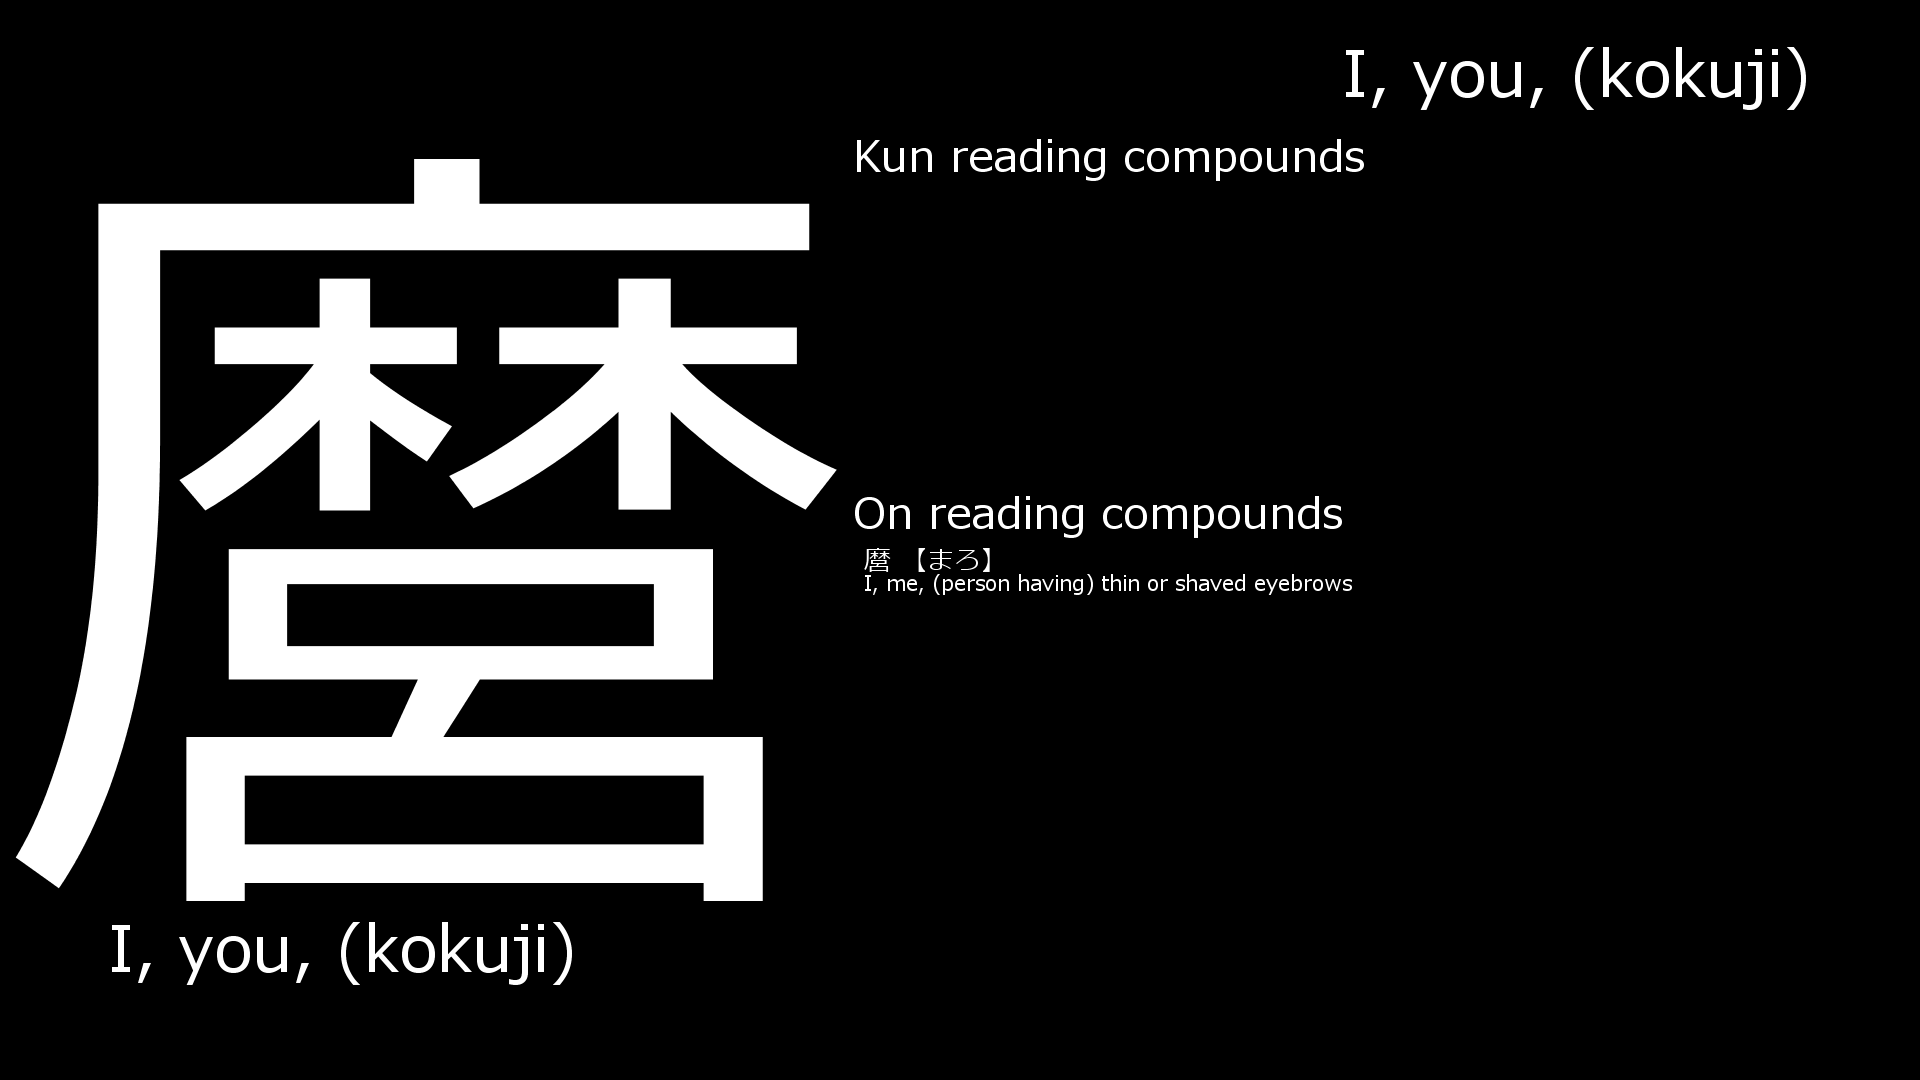 I, you, (kokuji)
麿
Kun reading compounds
On reading compounds
麿 【まろ】
I, me, (person having) thin or shaved eyebrows
I, you, (kokuji)